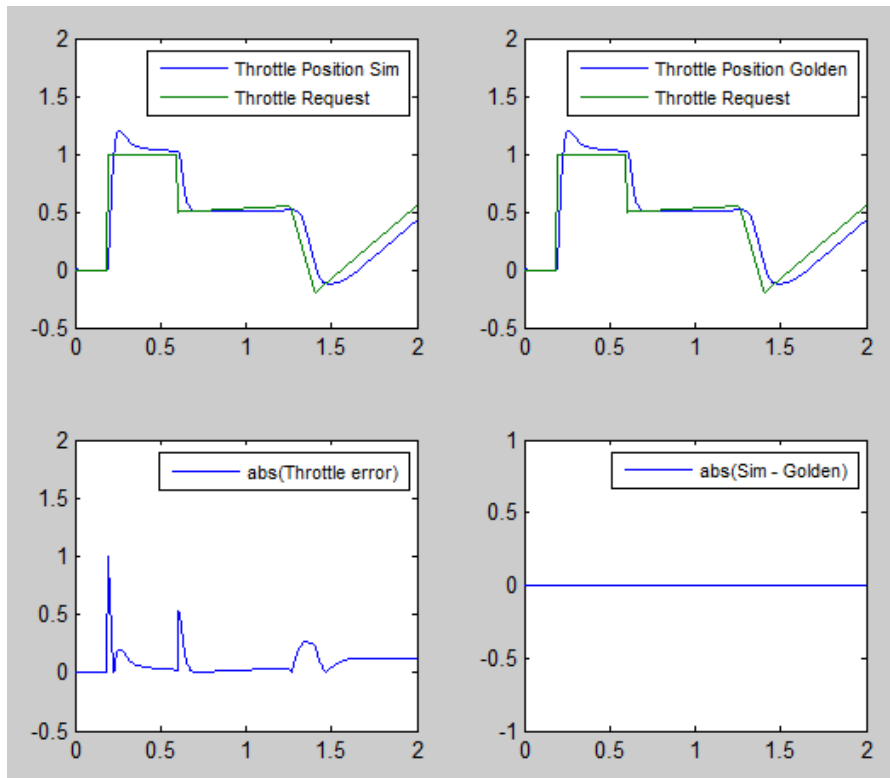 2
1.5
1
0.5
0
-0.5
0 0.5 1 1.5 2
Throttle Position Sim
Throttle Request
2
1.5
1
0.5
0
-0.5
0 0.5 1 1.5 2
Throttle Position Golden
Throttle Request
2
1.5
1
0.5
0
-0.5
0 0.5 1 1.5 2
abs(Throttle error)
1
0.5
0
-0.5
-1
0 0.5 1 1.5 2
abs(Sim - Golden)